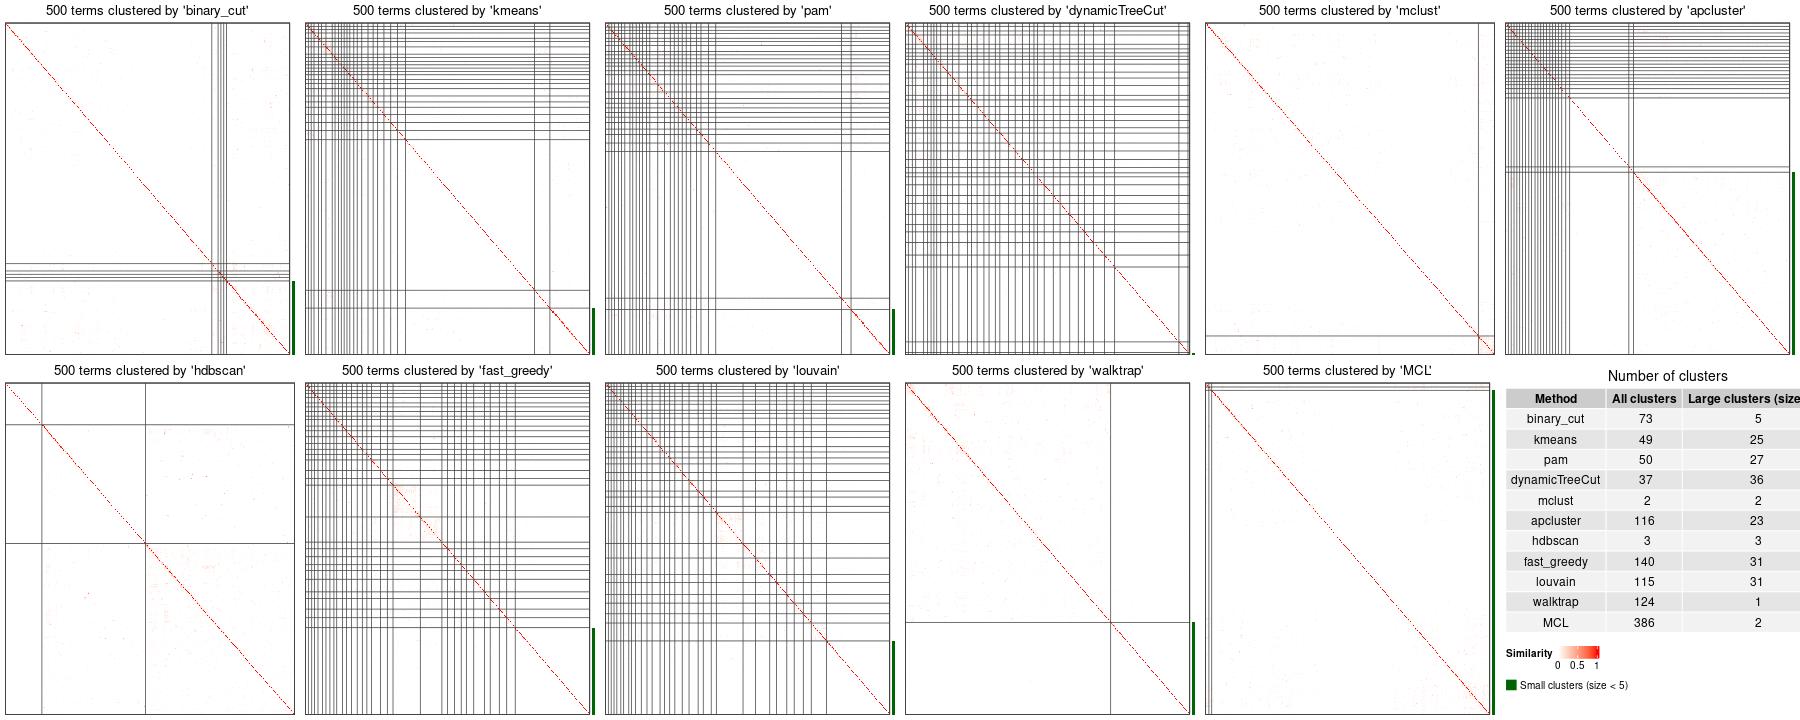 500 terms clustered by 'binary_cut'
500 terms clustered by 'kmeans'
500 terms clustered by 'pam'
500 terms clustered by 'dynamicTreeCut'
500 terms clustered by 'mclust'
500 terms clustered by 'apcluster'
500 terms clustered by 'hdbscan'
500 terms clustered by 'fast_greedy'
500 terms clustered by 'louvain'
500 terms clustered by 'walktrap'
500 terms clustered by 'MCL'
Number of clusters
Method All clusters Large clusters (size
binary_cut 73 5
kmeans 49 25
pam 50 27
dynamicTreeCut 37 36
mclust 2 2
apcluster 116 23
hdbscan 3 3
fast_greedy 140 31
louvain 115 31
walktrap 124 1
MCL 386 2
Similarity
0 0.5 1
Small clusters (size < 5)